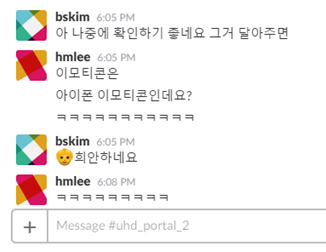 bskim 6:05 PM
아 나중에 확인하기 좋네요 그거 달아주면
hmlee 6:05 PM
이모티콘은
아이폰 이모티콘인데요?
ㅋㅋㅋㅋㅋㅋㅋㅋㅋㅋㅋ
bskim 6:05 PM
희안하네요
hmlee 6:08 PM
ㅋㅋㅋㅋㅋㅋㅋㅋㅋ
+ Message #uhd_portal_2